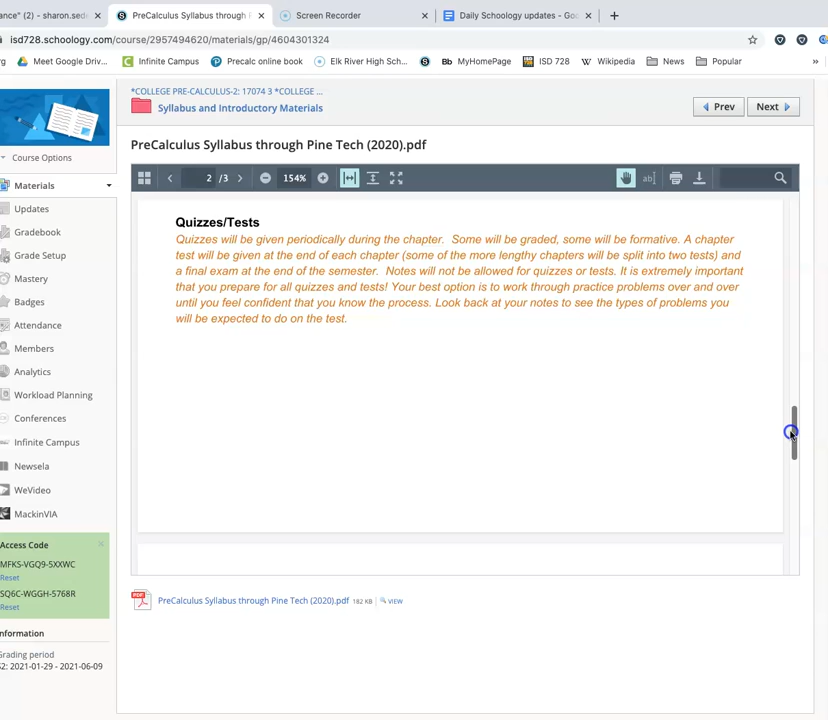 ance" (2) - sharon.sede
PreCalculus Syllabus through
Screen Recorder
Daily Schoology updates - Goo
isd728.schoology.com/course/2957494620/materials/gp/4604301324
Meet Google Driv...
Infinite Campus
Precalc online book
Elk River High Sch...
MyHomePage
ISD 728
Wikipedia
News
Popular
Course Options
Materials
Updates
Gradebook
Grade Setup
Mastery
Badges
Attendance
Members
Analytics
Workload Planning
Conferences
Infinite Campus
Newsela
WeVideo
MackinVIA
Access Code
MFKS-VGQ9-5XXWC
Reset
SQ6C-WGGH-5768R
Reset
nformation
Grading period
S2: 2021-01-29 - 2021-06-09
*COLLEGE PRE-CALCULUS-2: 17074 3 *COLLEGE ...
Syllabus and Introductory Materials
Prev
Next
PreCalculus Syllabus through Pine Tech (2020).pdf
2 /3 154%
Quizzes/Tests
Quizzes will be given periodically during the chapter. Some will be graded, some will be formative. A chapter
test will be given at the end of each chapter (some of the more lengthy chapters will be split into two tests) and
a final exam at the end of the semester. Notes will not be allowed for quizzes or tests. It is extremely important
that you prepare for all quizzes and tests! Your best option is to work through practice problems over and over
until you feel confident that you know the process. Look back at your notes to see the types of problems you
will be expected to do on the test.
PreCalculus Syllabus through Pine Tech (2020).pdf 182 KB VIEW